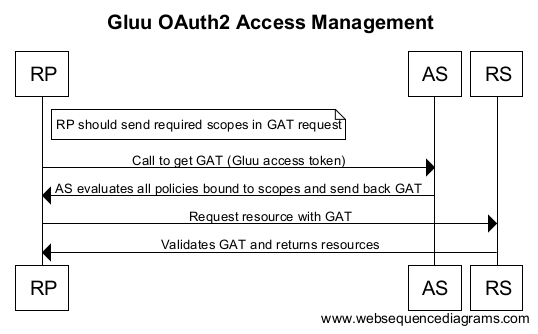 Gluu OAuth2 Access Management
RP AS RS
RP should send required scopes in GAT request
Call to get GAT (Gluu access token)
AS evaluates all policies bound to scopes and send back GAT
Request resource with GAT
Validates GAT and returns resources
RP AS RS
www.websequencediagrams.com